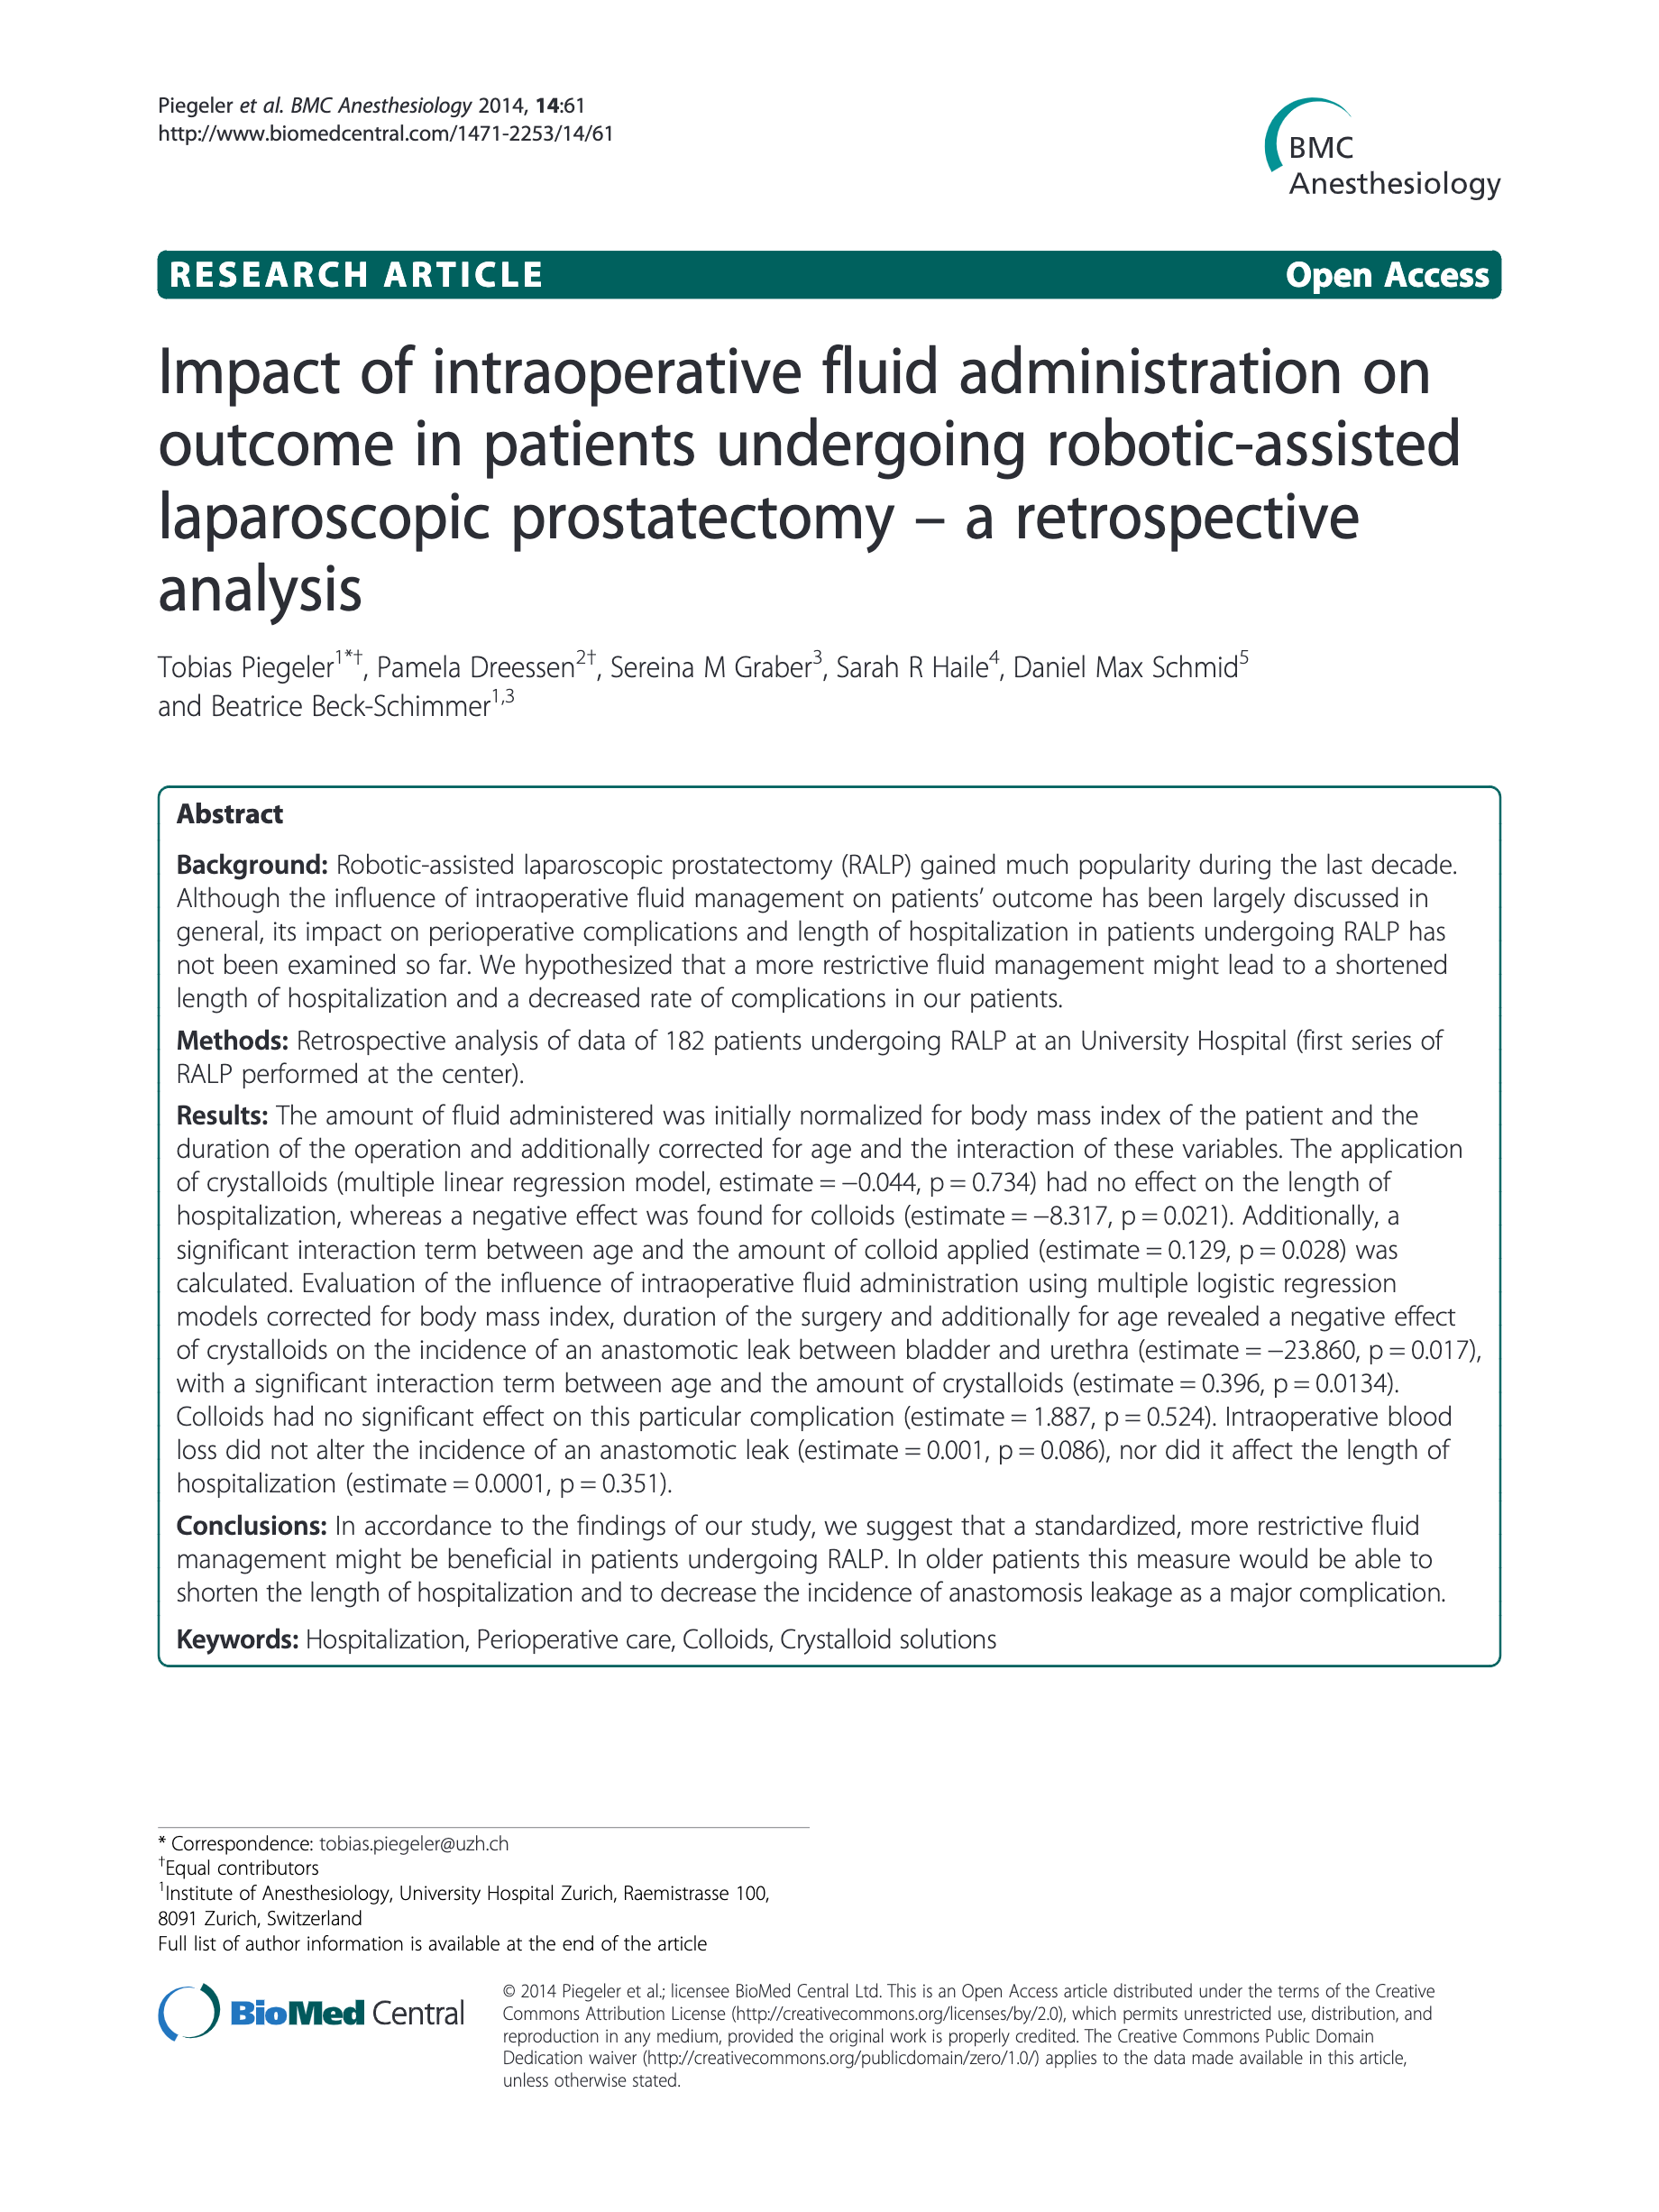 Piegeler et al. BMC Anesthesiology 2014, 14:61
http://www.biomedcentral.com/1471-2253/14/61
BMC
Anesthesiology
RESEARCH ARTICLE
Open Access
Impact of intraoperative fluid administration on
outcome in patients undergoing robotic-assisted
laparoscopic prostatectomy – a retrospective
analysis
Tobias Piegeler1*†, Pamela Dreessen2†, Sereina M Graber3, Sarah R Haile4, Daniel Max Schmid5
and Beatrice Beck-Schimmer1,3
Abstract
Background: Robotic-assisted laparoscopic prostatectomy (RALP) gained much popularity during the last decade.
Although the influence of intraoperative fluid management on patients’ outcome has been largely discussed in
general, its impact on perioperative complications and length of hospitalization in patients undergoing RALP has
not been examined so far. We hypothesized that a more restrictive fluid management might lead to a shortened
length of hospitalization and a decreased rate of complications in our patients.
Methods: Retrospective analysis of data of 182 patients undergoing RALP at an University Hospital (first series of
RALP performed at the center).
Results: The amount of fluid administered was initially normalized for body mass index of the patient and the
duration of the operation and additionally corrected for age and the interaction of these variables. The application
of crystalloids (multiple linear regression model, estimate = −0.044, p = 0.734) had no effect on the length of
hospitalization, whereas a negative effect was found for colloids (estimate = −8.317, p = 0.021). Additionally, a
significant interaction term between age and the amount of colloid applied (estimate = 0.129, p = 0.028) was
calculated. Evaluation of the influence of intraoperative fluid administration using multiple logistic regression
models corrected for body mass index, duration of the surgery and additionally for age revealed a negative effect
of crystalloids on the incidence of an anastomotic leak between bladder and urethra (estimate = −23.860, p = 0.017),
with a significant interaction term between age and the amount of crystalloids (estimate = 0.396, p = 0.0134).
Colloids had no significant effect on this particular complication (estimate = 1.887, p = 0.524). Intraoperative blood
loss did not alter the incidence of an anastomotic leak (estimate = 0.001, p = 0.086), nor did it affect the length of
hospitalization (estimate = 0.0001, p = 0.351).
Conclusions: In accordance to the findings of our study, we suggest that a standardized, more restrictive fluid
management might be beneficial in patients undergoing RALP. In older patients this measure would be able to
shorten the length of hospitalization and to decrease the incidence of anastomosis leakage as a major complication.
Keywords: Hospitalization, Perioperative care, Colloids, Crystalloid solutions
* Correspondence: tobias.piegeler@uzh.ch
†Equal contributors
1Institute of Anesthesiology, University Hospital Zurich, Raemistrasse 100,
8091 Zurich, Switzerland
Full list of author information is available at the end of the article
BioMed Central
© 2014 Piegeler et al.; licensee BioMed Central Ltd. This is an Open Access article distributed under the terms of the Creative
Commons Attribution License (http://creativecommons.org/licenses/by/2.0), which permits unrestricted use, distribution, and
reproduction in any medium, provided the original work is properly credited. The Creative Commons Public Domain
Dedication waiver (http://creativecommons.org/publicdomain/zero/1.0/) applies to the data made available in this article,
unless otherwise stated.